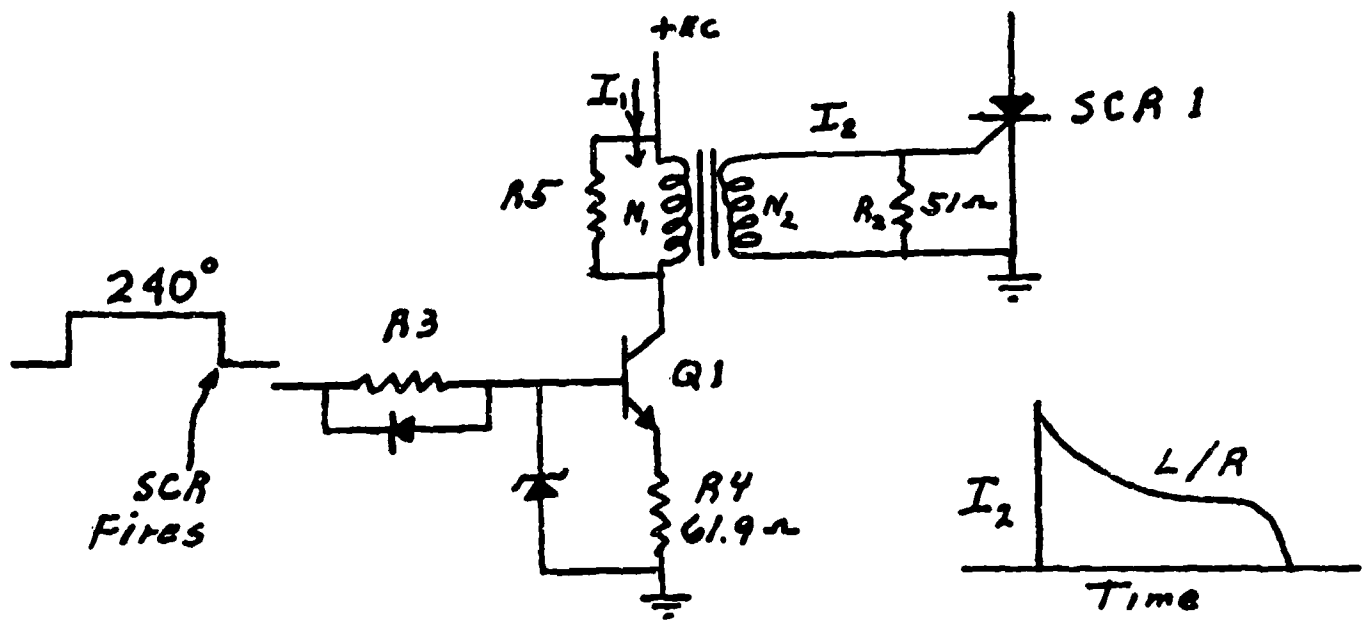 +EC
I₁
I₂
SCR 1
R5
N₁
N₂
R₂
51Ω
240°
R3
Q1
SCR
Fires
R4
61.9Ω
I₂
L/R
Time